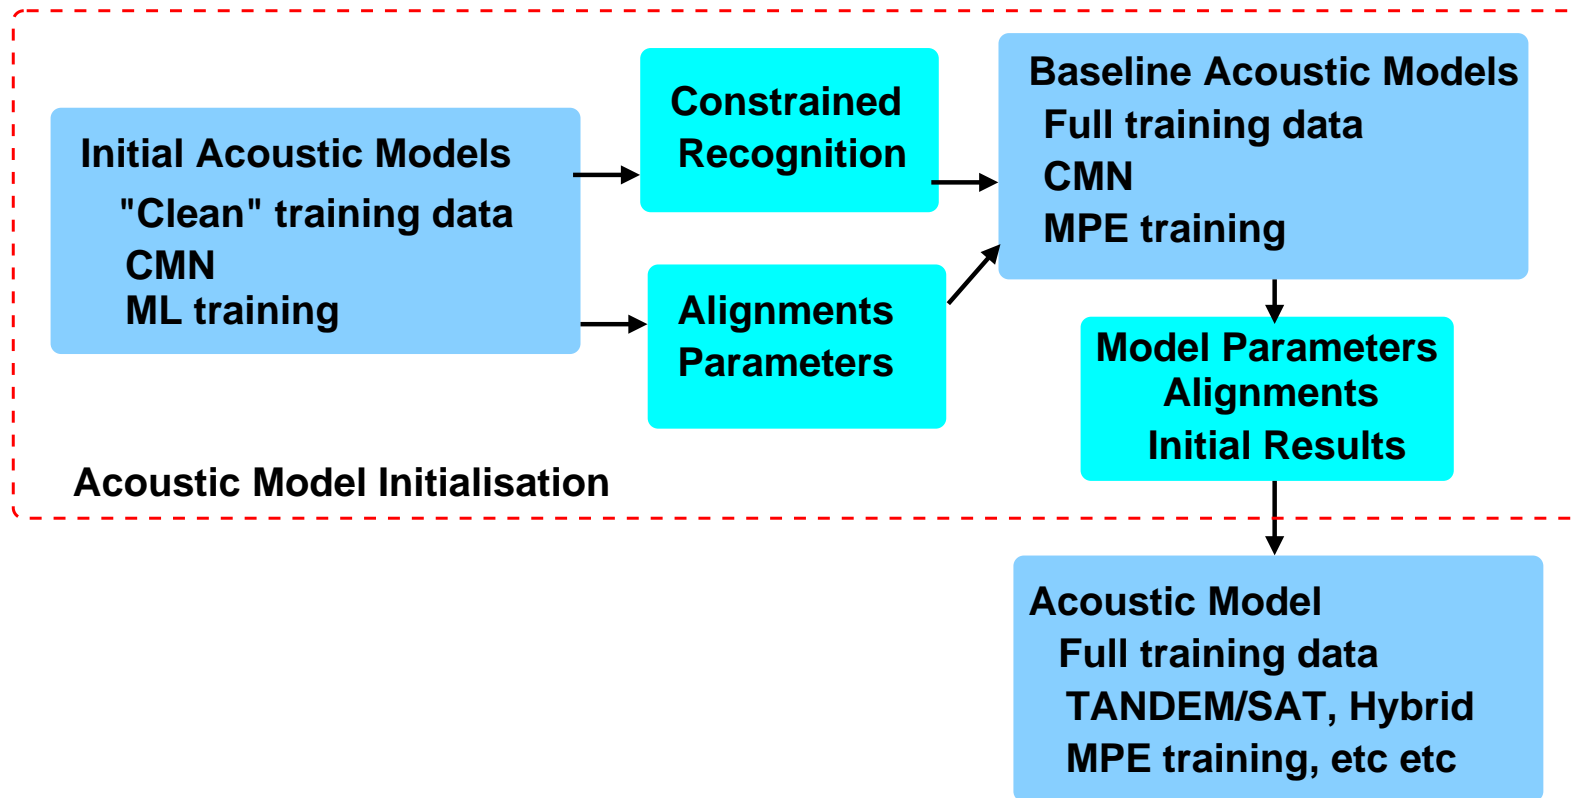 Initial Acoustic Models
"Clean" training data
CMN
ML training
Constrained
Recognition
Alignments
Parameters
Baseline Acoustic Models
Full training data
CMN
MPE training
Model Parameters
Alignments
Initial Results
Acoustic Model Initialisation
Acoustic Model
Full training data
TANDEM/SAT, Hybrid
MPE training, etc etc